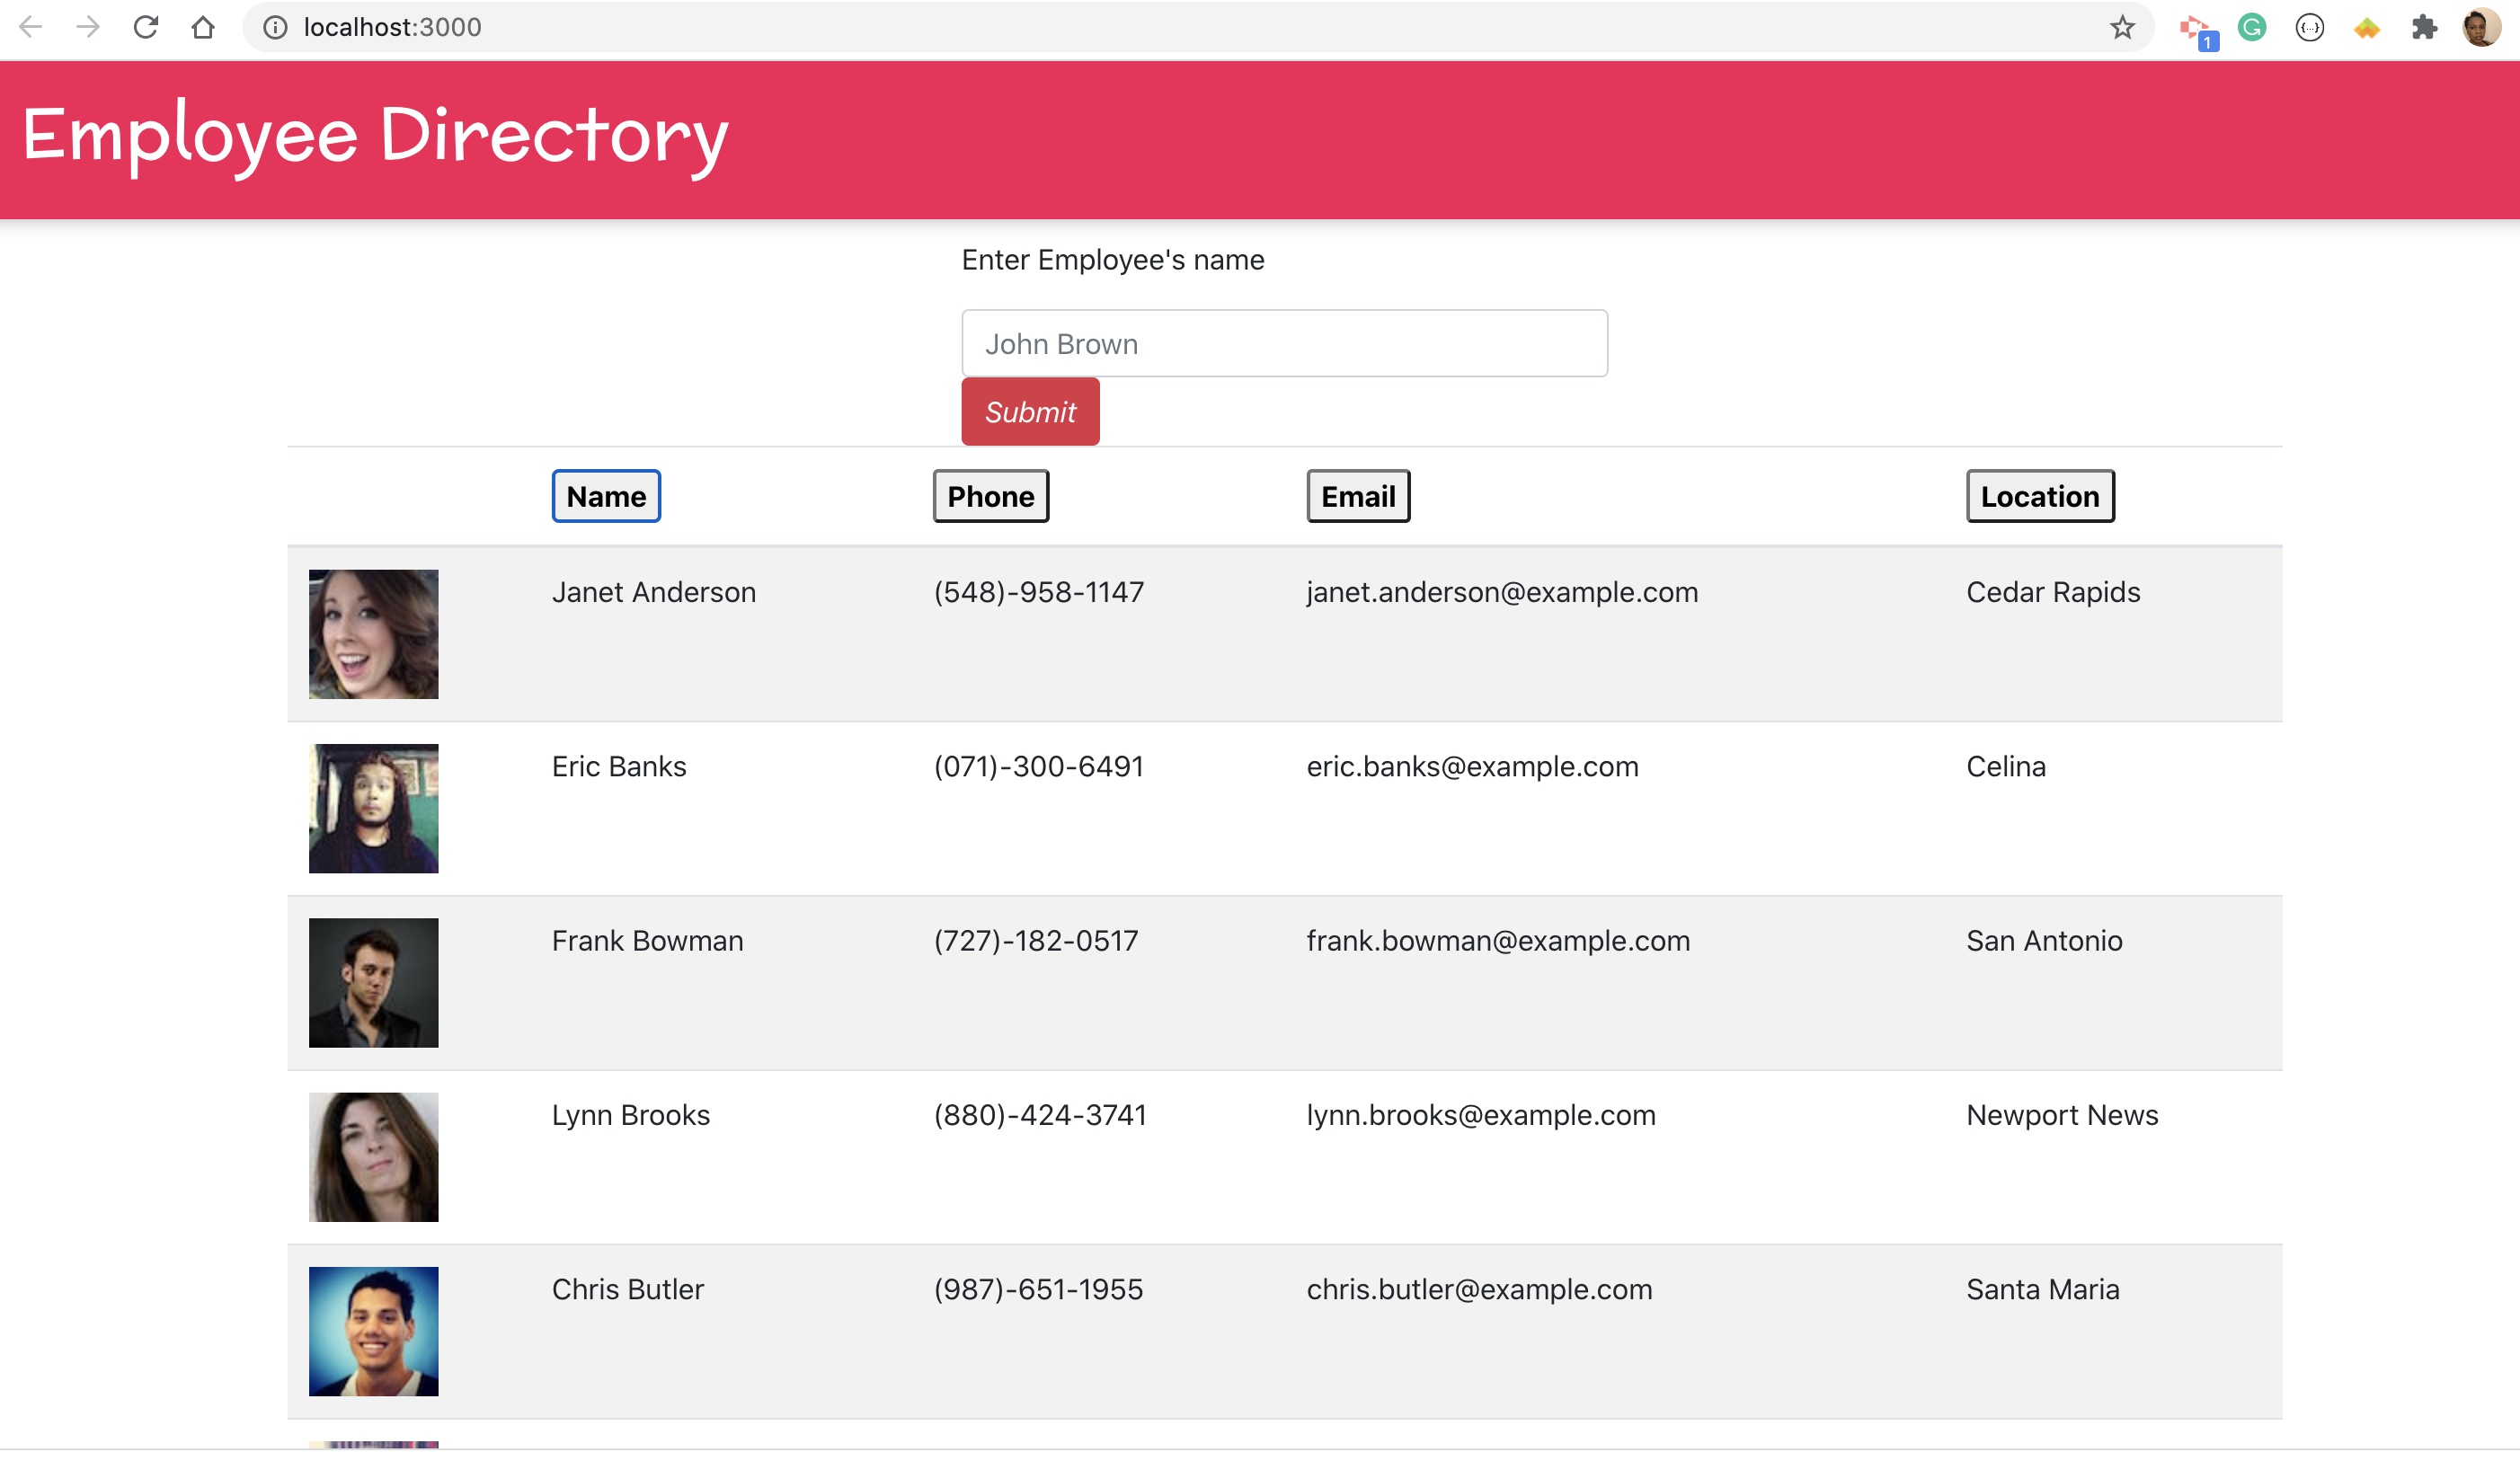 localhost:3000
1
Employee Directory
Enter Employee's name
John Brown
Submit
Name Phone Email Location
Janet Anderson (548)-958-1147 janet.anderson@example.com Cedar Rapids
Eric Banks (071)-300-6491 eric.banks@example.com Celina
Frank Bowman (727)-182-0517 frank.bowman@example.com San Antonio
Lynn Brooks (880)-424-3741 lynn.brooks@example.com Newport News
Chris Butler (987)-651-1955 chris.butler@example.com Santa Maria